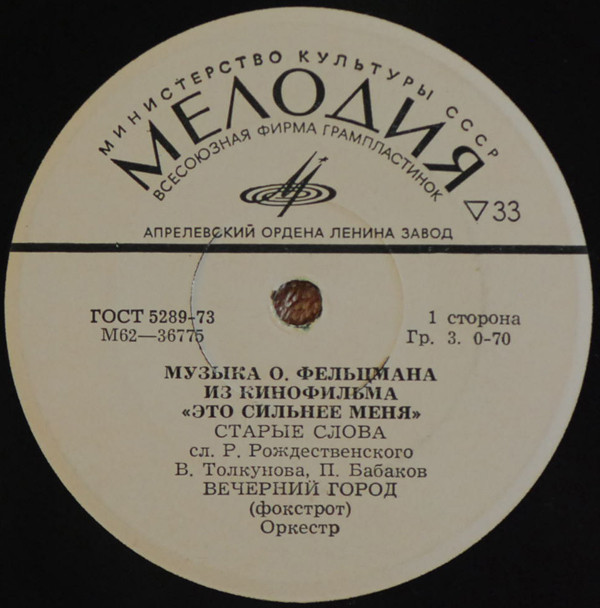 МИНИСТЕРСТВО КУЛЬТУРЫ СССР
МЕЛОДИЯ
ВСЕСОЮЗНАЯ ФИРМА ГРАМПЛАСТИНОК
▽33
АПРЕЛЕВСКИЙ ОРДЕНА ЛЕНИНА ЗАВОД
ГОСТ 5289-73
М62—36775
1 сторона
Гр. 3. 0-70
МУЗЫКА О. ФЕЛЬЦМАНА
ИЗ КИНОФИЛЬМА
«ЭТО СИЛЬНЕЕ МЕНЯ»
СТАРЫЕ СЛОВА
сл. Р. Рождественского
В. Толкунова, П. Бабаков
ВЕЧЕРНИЙ ГОРОД
(фокстрот)
Оркестр